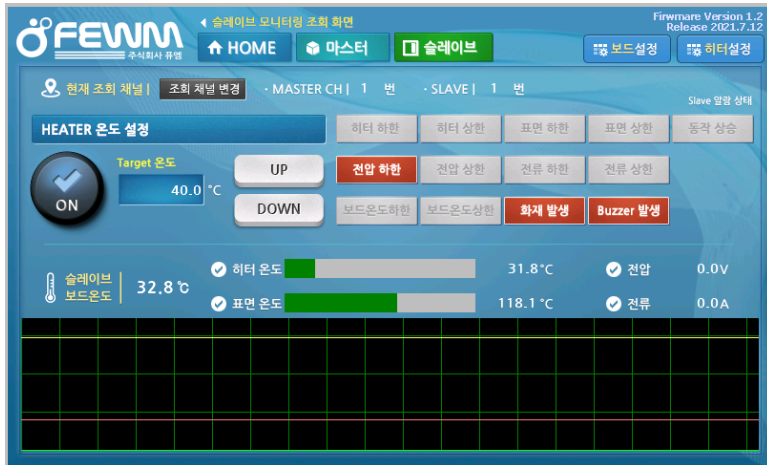 FEWM
주식회사 퓨엠
슬레이브 모니터링 조회 화면
Firwmare Version 1.2
Release 2021.7.12
HOME
마스터
슬레이브
보드설정
히터설정
현재 조회 채널 |
조회 채널 변경
· MASTER CH | 1 번
· SLAVE | 1 번
Slave 알람 상태
HEATER 온도 설정
히터 하한
히터 상한
표면 하한
표면 상한
동작 상승
ON
Target 온도
40.0 °C
UP
DOWN
전압 하한
전압 상한
전류 하한
전류 상한
보드온도하한
보드온도상한
화재 발생
Buzzer 발생
슬레이브
보드온도
32.8 ℃
히터 온도
31.8 °C
전압
0.0V
표면 온도
118.1 °C
전류
0.0A